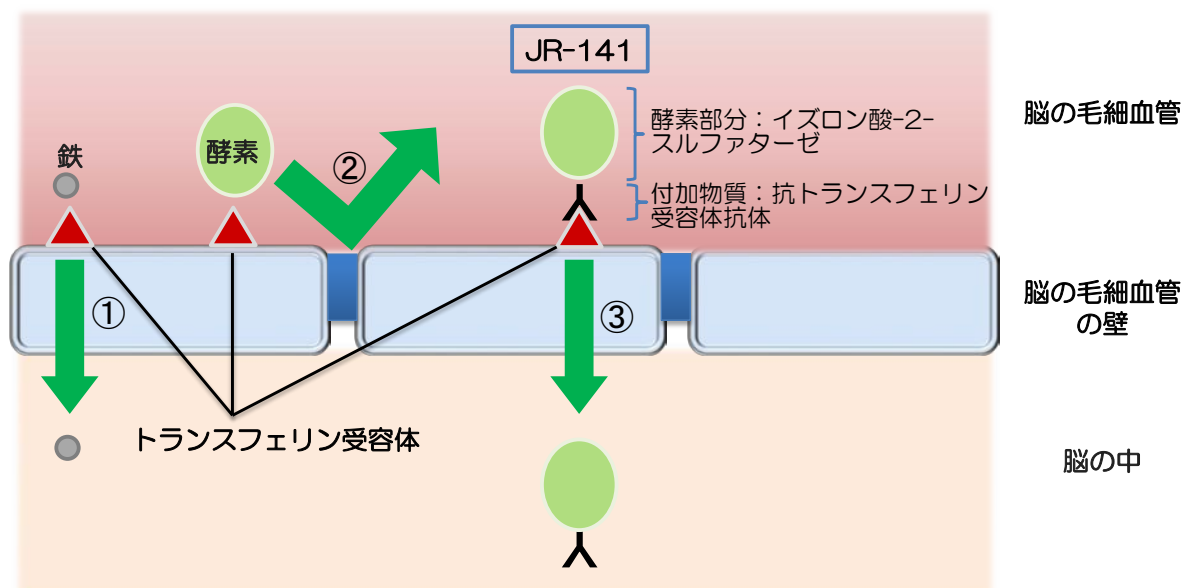 JR-141
脳の毛細血管
酵素部分：イズロン酸-2-
スルファターゼ
鉄
酵素
②
付加物質：抗トランスフェリン
受容体抗体
①
③
脳の毛細血管
の壁
トランスフェリン受容体
脳の中